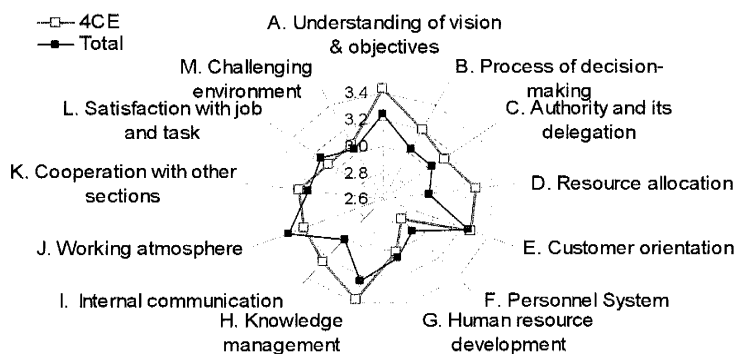 4CE
Total
A. Understanding of vision
& objectives
B. Process of decision-
making
C. Authority and its
delegation
D. Resource allocation
E. Customer orientation
F. Personnel System
G. Human resource
development
H. Knowledge
management
I. Internal communication
J. Working atmosphere
K. Cooperation with other
sections
L. Satisfaction with job
and task
M. Challenging
environment
3.4
3.2
2.8
2.6